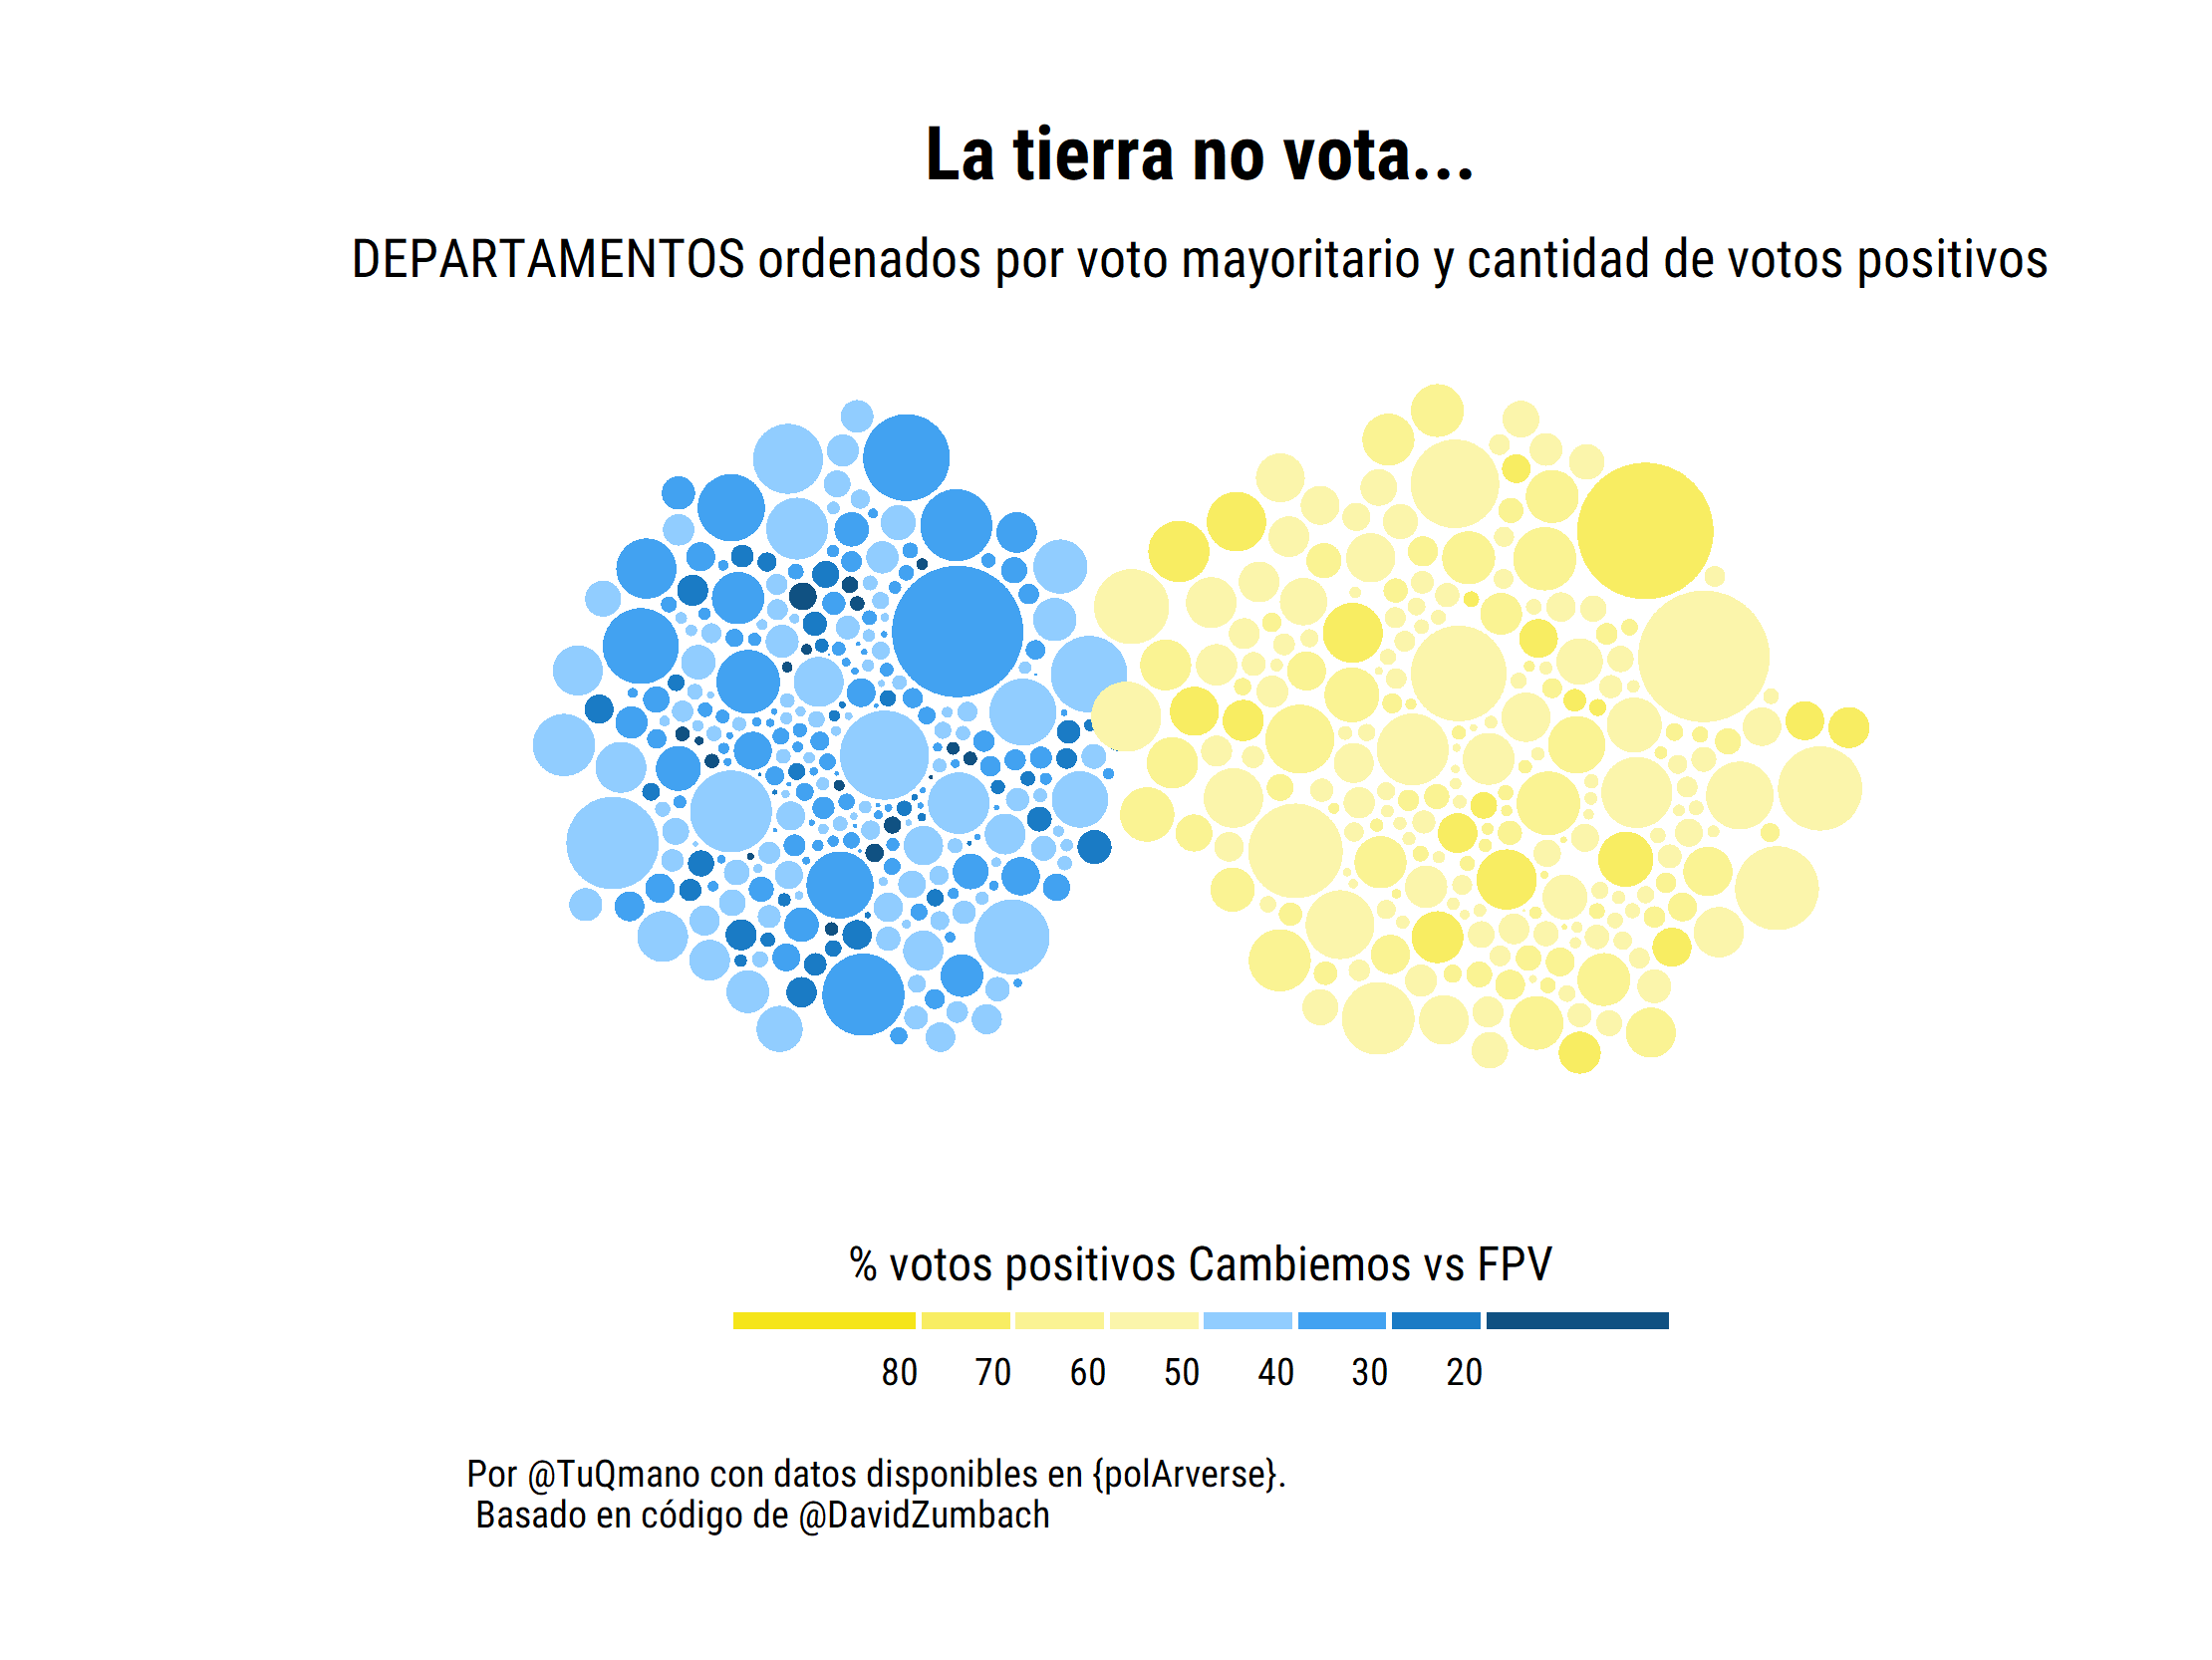 La tierra no vota...
DEPARTAMENTOS ordenados por voto mayoritario y cantidad de votos positivos
% votos positivos Cambiemos vs FPV
80 70 60 50 40 30 20
Por @TuQmano con datos disponibles en {polArverse}.
Basado en código de @DavidZumbach